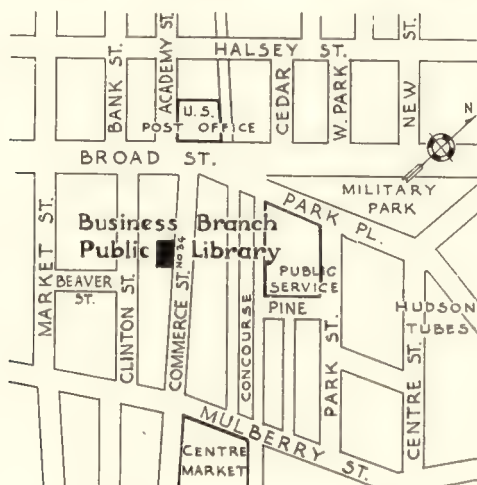 HALSEY ST.
BANK ST.
ACADEMY ST.
U.S.
POST OFFICE
CEDAR
W. PARK
NEW
ST.
N
BROAD ST.
MILITARY
PARK
PARK PL.
MARKET ST.
Business Branch
Public Library
No 34
BEAVER
ST.
CLINTON ST.
COMMERCE ST.
CONCOURSE
PUBLIC
SERVICE
PINE
PARK ST.
HUDSON
TUBES
CENTRE ST.
MULBERRY ST.
CENTRE
MARKET